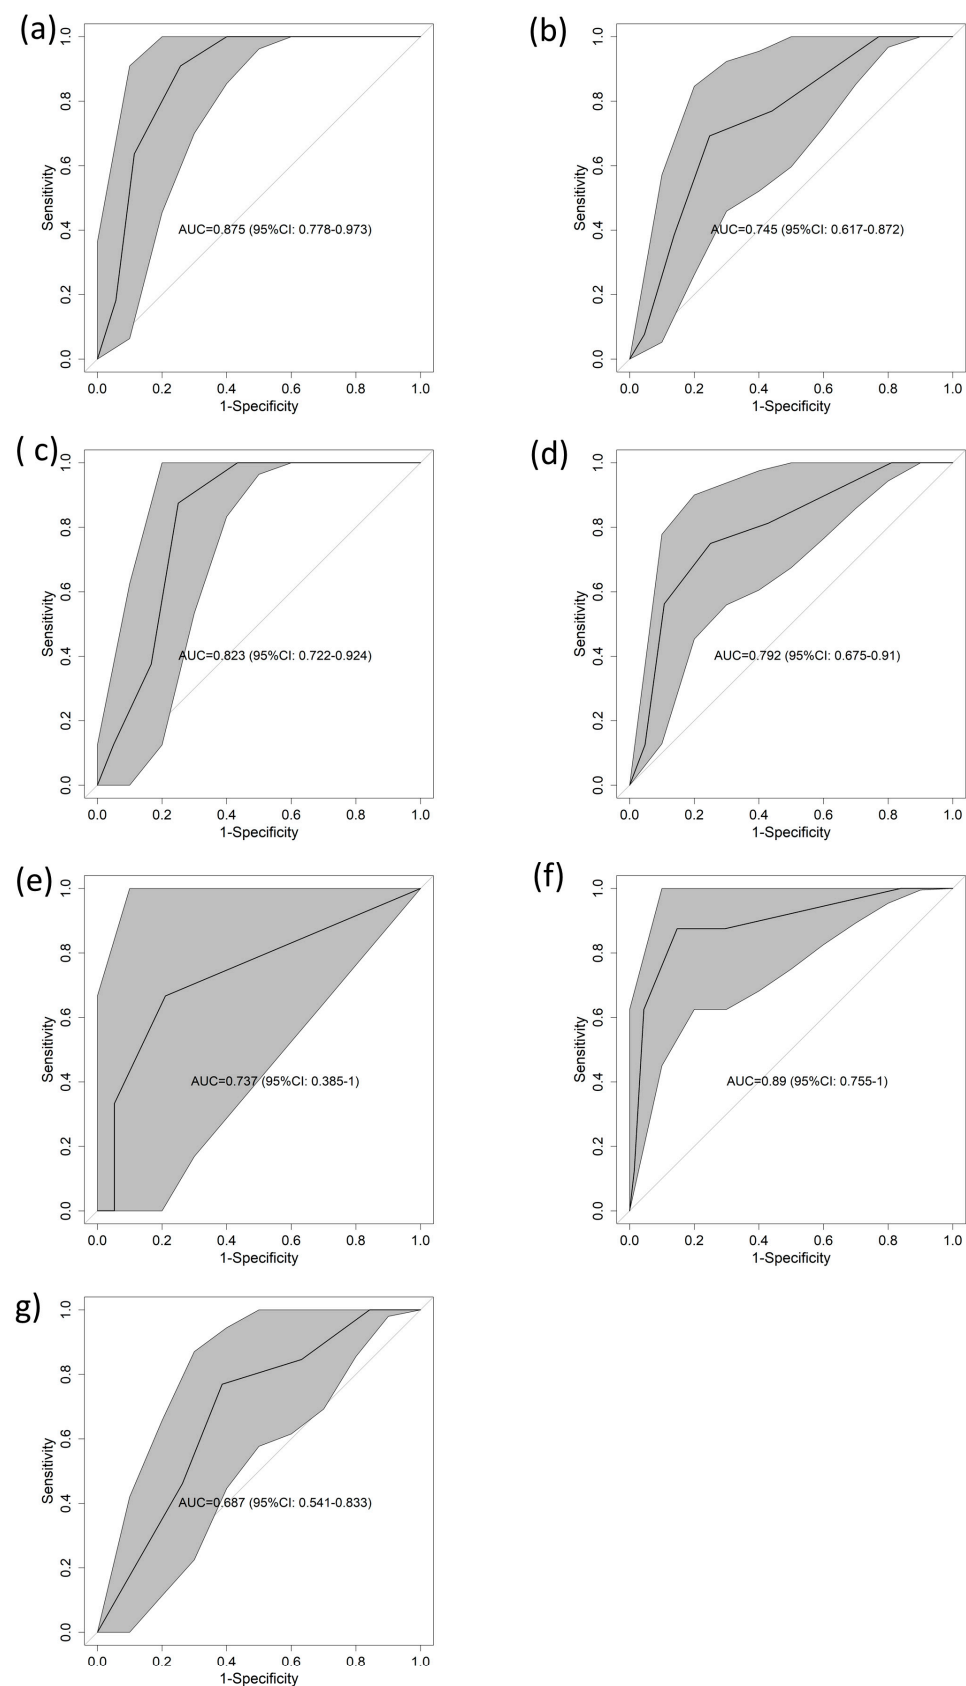 (a)
1.0
0.8
0.6
0.4
0.2
0.0
Sensitivity
AUC=0.875 (95%CI: 0.778-0.973)
0.0 0.2 0.4 0.6 0.8 1.0
1-Specificity
(b)
1.0
0.8
0.6
0.4
0.2
0.0
Sensitivity
AUC=0.745 (95%CI: 0.617-0.872)
0.0 0.2 0.4 0.6 0.8 1.0
1-Specificity
( c)
1.0
0.8
0.6
0.4
0.2
0.0
Sensitivity
AUC=0.823 (95%CI: 0.722-0.924)
0.0 0.2 0.4 0.6 0.8 1.0
1-Specificity
(d)
1.0
0.8
0.6
0.4
0.2
0.0
Sensitivity
AUC=0.792 (95%CI: 0.675-0.91)
0.0 0.2 0.4 0.6 0.8 1.0
1-Specificity
(e)
1.0
0.8
0.6
0.4
0.2
0.0
Sensitivity
AUC=0.737 (95%CI: 0.385-1)
0.0 0.2 0.4 0.6 0.8 1.0
1-Specificity
(f)
1.0
0.8
0.6
0.4
0.2
0.0
Sensitivity
AUC=0.89 (95%CI: 0.755-1)
0.0 0.2 0.4 0.6 0.8 1.0
1-Specificity
g)
1.0
0.8
0.6
0.4
0.2
0.0
Sensitivity
AUC=0.687 (95%CI: 0.541-0.833)
0.0 0.2 0.4 0.6 0.8 1.0
1-Specificity